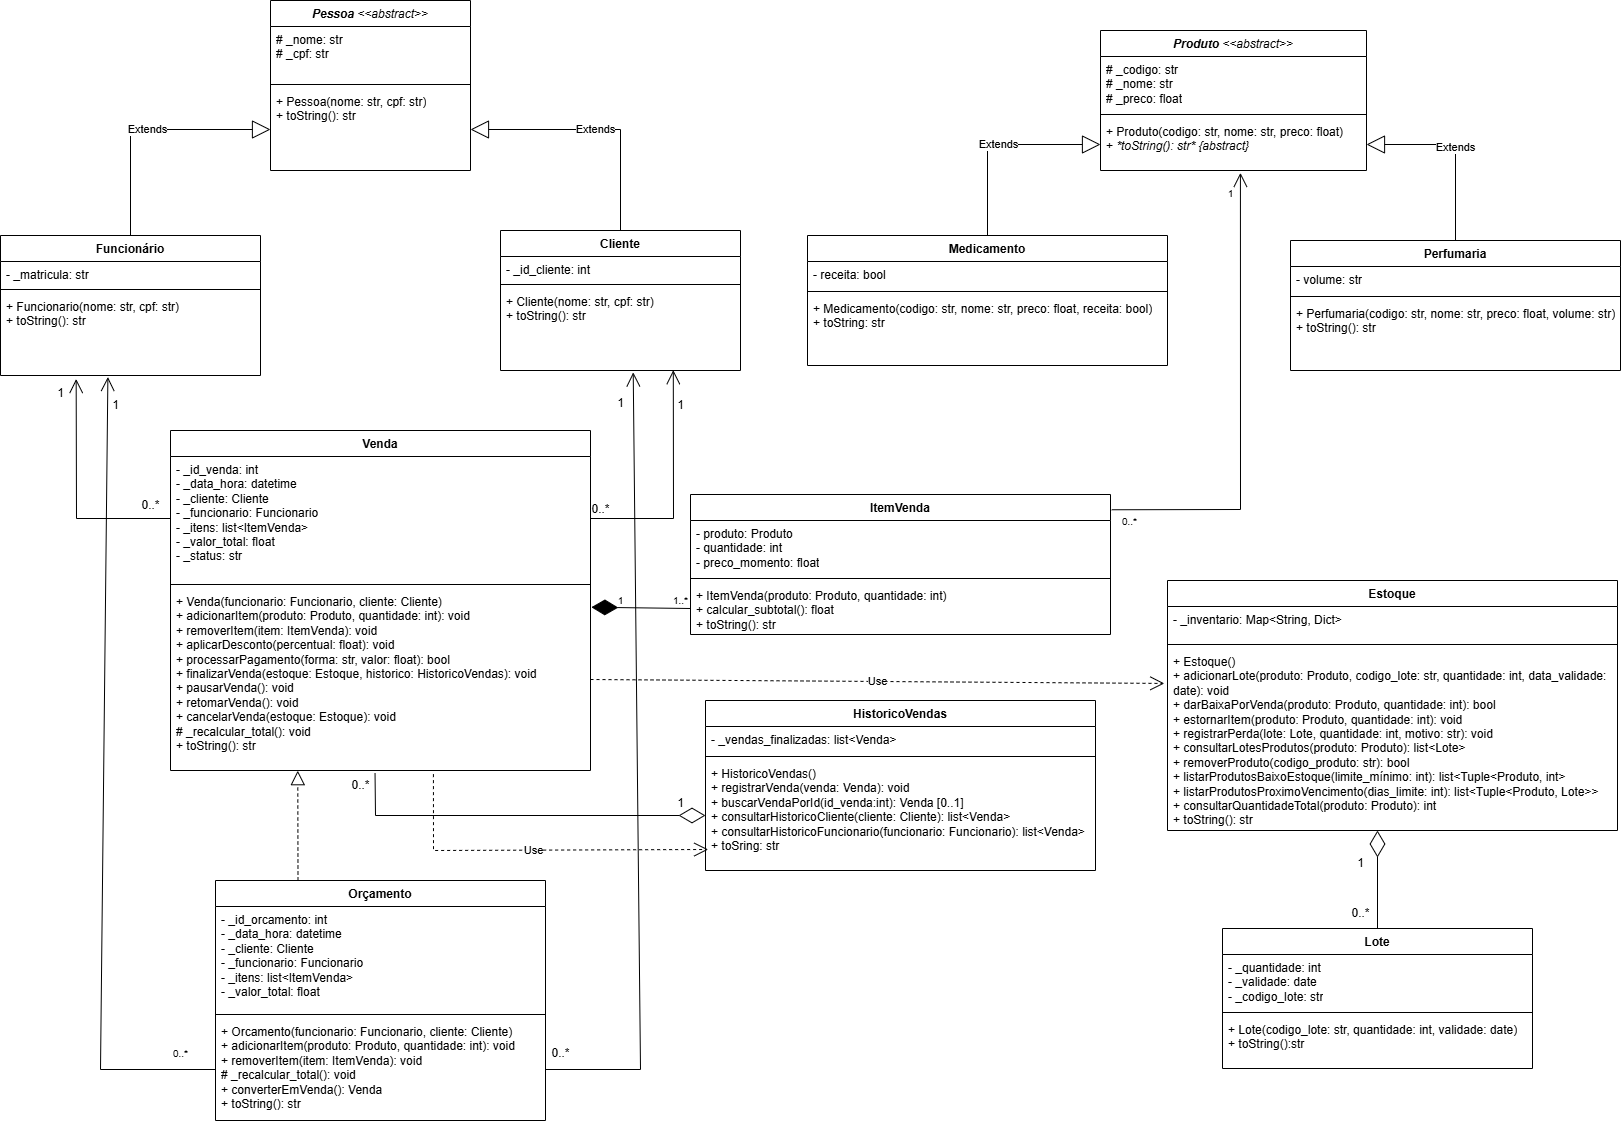 Pessoa <<abstract>>
# _nome: str
# _cpf: str
+ Pessoa(nome: str, cpf: str)
+ toString(): str
Produto <<abstract>>
# _codigo: str
# _nome: str
# _preco: float
+ Produto(codigo: str, nome: str, preco: float)
+ *toString(): str* {abstract}
Extends
Extends
Extends
Extends
1
Funcionário
- _matricula: str
+ Funcionario(nome: str, cpf: str)
+ toString(): str
Cliente
- _id_cliente: int
+ Cliente(nome: str, cpf: str)
+ toString(): str
Medicamento
- receita: bool
+ Medicamento(codigo: str, nome: str, preco: float, receita: bool)
+ toString: str
Perfumaria
- volume: str
+ Perfumaria(codigo: str, nome: str, preco: float, volume: str)
+ toString(): str
1
1
1
1
Venda
- _id_venda: int
- _data_hora: datetime
- _cliente: Cliente
- _funcionario: Funcionario
- _itens: list<ItemVenda>
- _valor_total: float
- _status: str
+ Venda(funcionario: Funcionario, cliente: Cliente)
+ adicionarItem(produto: Produto, quantidade: int): void
+ removerItem(item: ItemVenda): void
+ aplicarDesconto(percentual: float): void
+ processarPagamento(forma: str, valor: float): bool
+ finalizarVenda(estoque: Estoque, historico: HistoricoVendas): void
+ pausarVenda(): void
+ retomarVenda(): void
+ cancelarVenda(estoque: Estoque): void
# _recalcular_total(): void
+ toString(): str
0..*
0..*
ItemVenda
- produto: Produto
- quantidade: int
- preco_momento: float
+ ItemVenda(produto: Produto, quantidade: int)
+ calcular_subtotal(): float
+ toString(): str
0..*
1
1..*
Use
Estoque
- _inventario: Map<String, Dict>
+ Estoque()
+ adicionarLote(produto: Produto, codigo_lote: str, quantidade: int, data_validade:
date): void
+ darBaixaPorVenda(produto: Produto, quantidade: int): bool
+ estornarItem(produto: Produto, quantidade: int): void
+ registrarPerda(lote: Lote, quantidade: int, motivo: str): void
+ consultarLotesProdutos(produto: Produto): list<Lote>
+ removerProduto(codigo_produto: str): bool
+ listarProdutosBaixoEstoque(limite_mínimo: int): list<Tuple<Produto, int>
+ listarProdutosProximoVencimento(dias_limite: int): list<Tuple<Produto, Lote>>
+ consultarQuantidadeTotal(produto: Produto): int
+ toString(): str
HistoricoVendas
- _vendas_finalizadas: list<Venda>
+ HistoricoVendas()
+ registrarVenda(venda: Venda): void
+ buscarVendaPorId(id_venda:int): Venda [0..1]
+ consultarHistoricoCliente(cliente: Cliente): list<Venda>
+ consultarHistoricoFuncionario(funcionario: Funcionario): list<Venda>
+ toSring: str
0..*
1
Use
1
0..*
Orçamento
- _id_orcamento: int
- _data_hora: datetime
- _cliente: Cliente
- _funcionario: Funcionario
- _itens: list<ItemVenda>
- _valor_total: float
+ Orcamento(funcionario: Funcionario, cliente: Cliente)
+ adicionarItem(produto: Produto, quantidade: int): void
+ removerItem(item: ItemVenda): void
# _recalcular_total(): void
+ converterEmVenda(): Venda
+ toString(): str
0..*
0..*
Lote
- _quantidade: int
- _validade: date
- _codigo_lote: str
+ Lote(codigo_lote: str, quantidade: int, validade: date)
+ toString():str